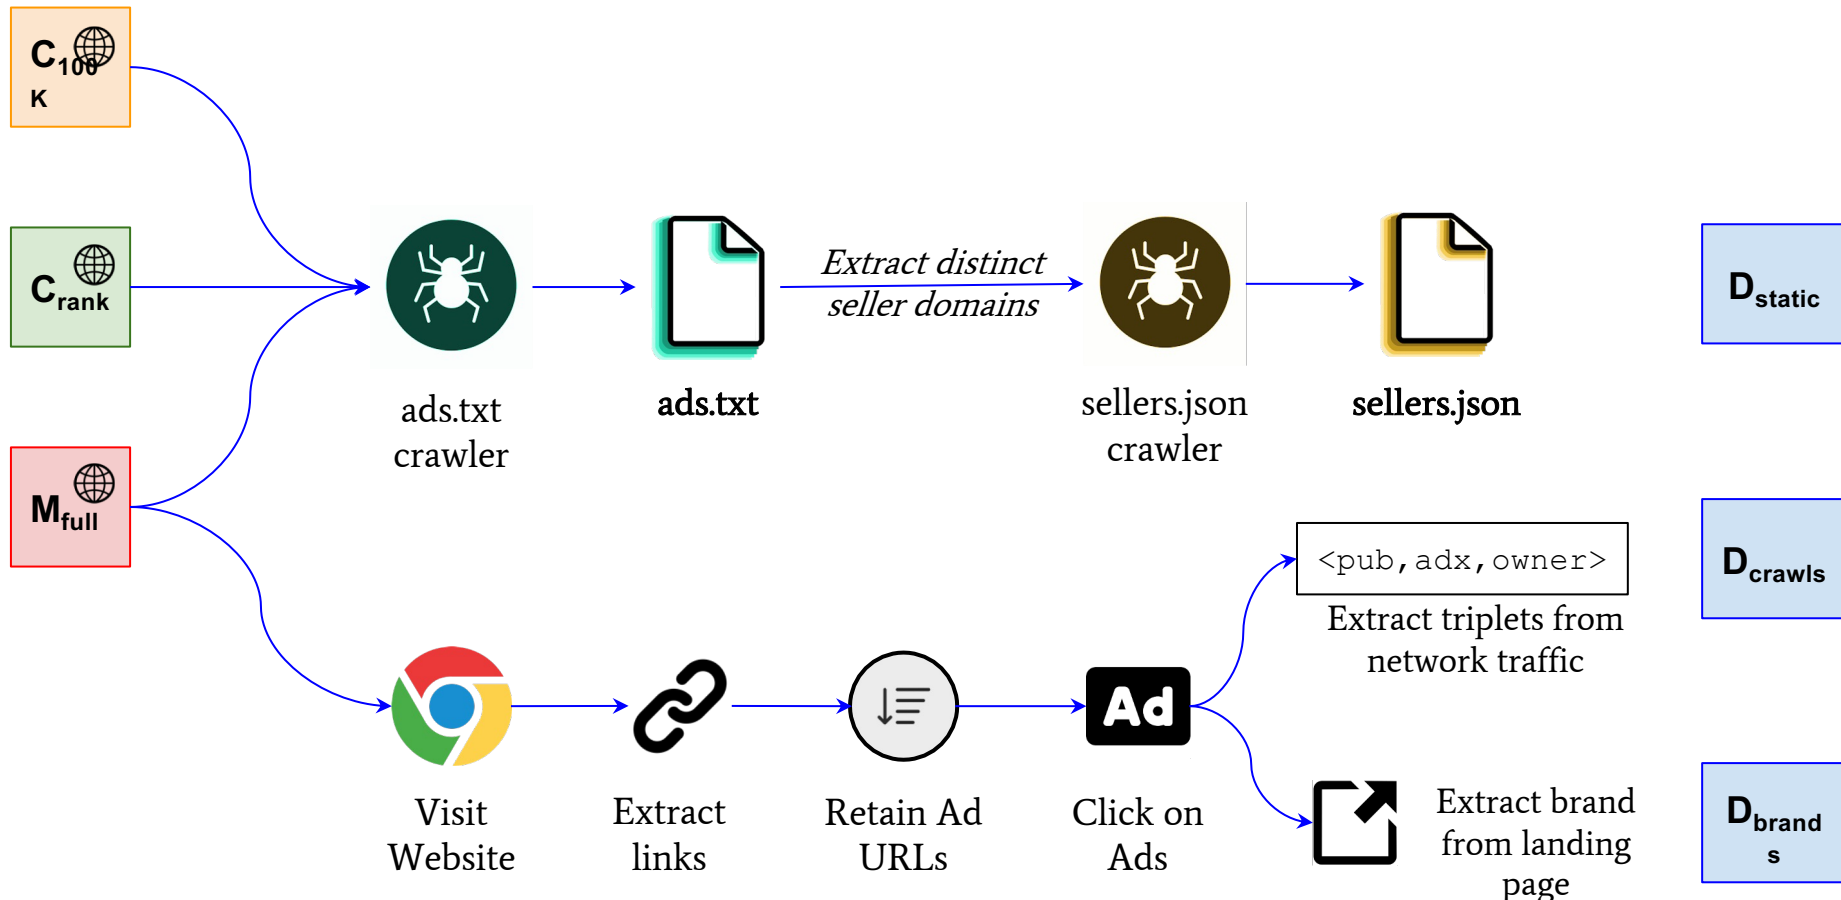 C100
K
Crank
Mfull
ads.txt
crawler
ads.txt
Extract distinct
seller domains
sellers.json
crawler
sellers.json
Dstatic
<pub,adx,owner>
Extract triplets from
network traffic
Dcrawls
Visit
Website
Extract
links
Retain Ad
URLs
Ad
Click on
Ads
Extract brand
from landing
page
Dbrand
s